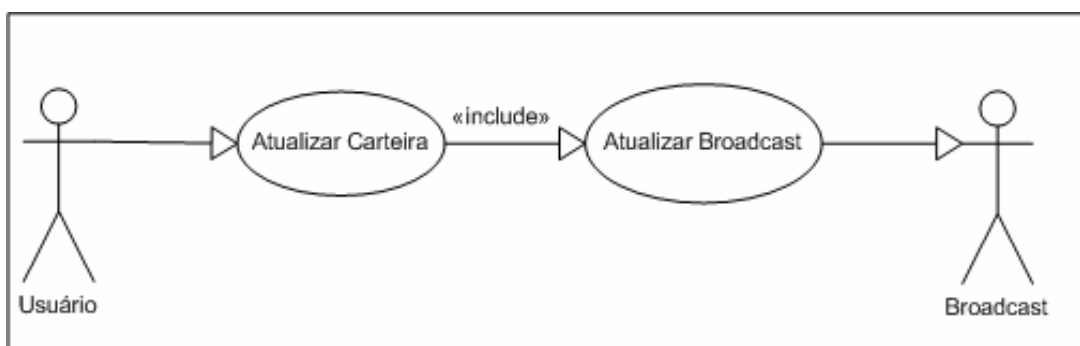 «include»
Atualizar Carteira
Atualizar Broadcast
Usuário
Broadcast